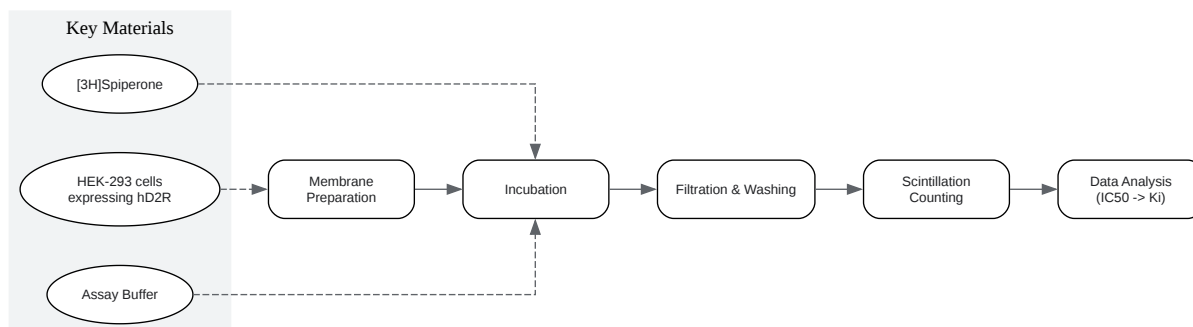 Key Materials
[3H]Spiperone
HEK-293 cells
expressing hD2R
Assay Buffer
Membrane
Preparation
Incubation
Filtration & Washing
Scintillation
Counting
Data Analysis
(IC50 -> Ki)